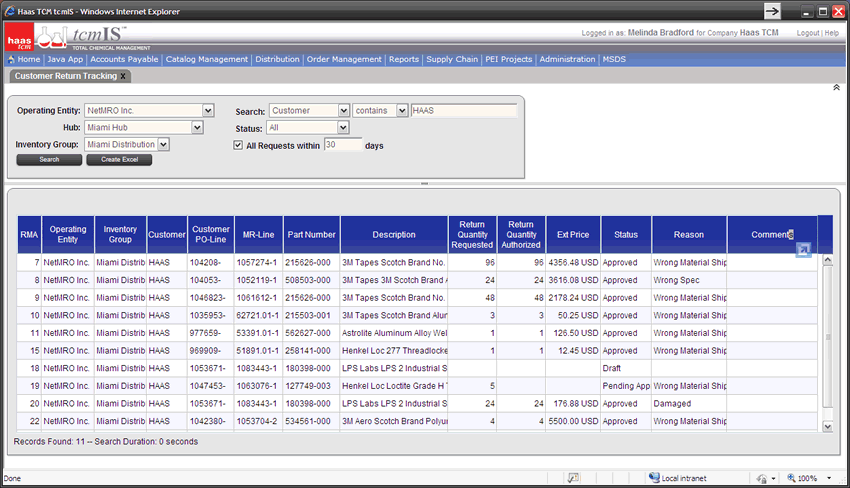 Haas TCM tcmIS - Windows Internet Explorer
haas tcm tcmIS™ TOTAL CHEMICAL MANAGEMENT
Logged in as: Melinda Bradford for Company Haas TCM Logout | Help
Home Java App Accounts Payable Catalog Management Distribution Order Management Reports Supply Chain PEI Projects Administration MSDS
Customer Return Tracking X
Operating Entity: NetMRO Inc. Search: Customer contains HAAS
Hub: Miami Hub Status: All
Inventory Group: Miami Distribution All Requests within 30 days
Search Create Excel
RMA Operating Entity Inventory Group Customer Customer PO-Line MR-Line Part Number Description Return Quantity Requested Return Quantity Authorized Ext Price Status Reason Comments
7 NetMRO Inc. Miami Distrib HAAS 104208- 1057274-1 215626-000 3M Tapes Scotch Brand No. 96 96 4356.48 USD Approved Wrong Material Ship
8 NetMRO Inc. Miami Distrib HAAS 104053- 1052119-1 508503-000 3M Tapes 3M Scotch Brand 24 24 3616.08 USD Approved Wrong Spec
9 NetMRO Inc. Miami Distrib HAAS 1046823- 1061612-1 215626-000 3M Tapes Scotch Brand No. 48 48 2178.24 USD Approved Wrong Material Ship
10 NetMRO Inc. Miami Distrib HAAS 1035953- 62721.01-1 215503-001 3M Tapes Scotch Brand Alur 3 3 50.25 USD Approved Wrong Material Ship
11 NetMRO Inc. Miami Distrib HAAS 977659- 53391.01-1 562627-000 Astrolite Aluminum Alloy Wel 1 1 126.50 USD Approved Wrong Material Ship
15 NetMRO Inc. Miami Distrib HAAS 969909- 51891.01-1 258141-000 Henkel Loc 277 Threadlocke 1 1 12.45 USD Approved Wrong Material Ship
18 NetMRO Inc. Miami Distrib HAAS 1053671- 1083443-1 180398-000 LPS Labs LPS 2 Industrial S Draft
19 NetMRO Inc. Miami Distrib HAAS 1047453- 1063076-1 127749-003 Henkel Loc Loctite Grade H 5 Pending App Wrong Material Ship
20 NetMRO Inc. Miami Distrib HAAS 1053671- 1083443-1 180398-000 LPS Labs LPS 2 Industrial S 24 24 176.88 USD Approved Damaged
22 NetMRO Inc. Miami Distrib HAAS 1042380- 1053704-2 534561-000 3M Aero Scotch Brand Polyu 4 4 5500.00 USD Approved Wrong Material Ship
Records Found: 11 -- Search Duration: 0 seconds
Done Local intranet 100%